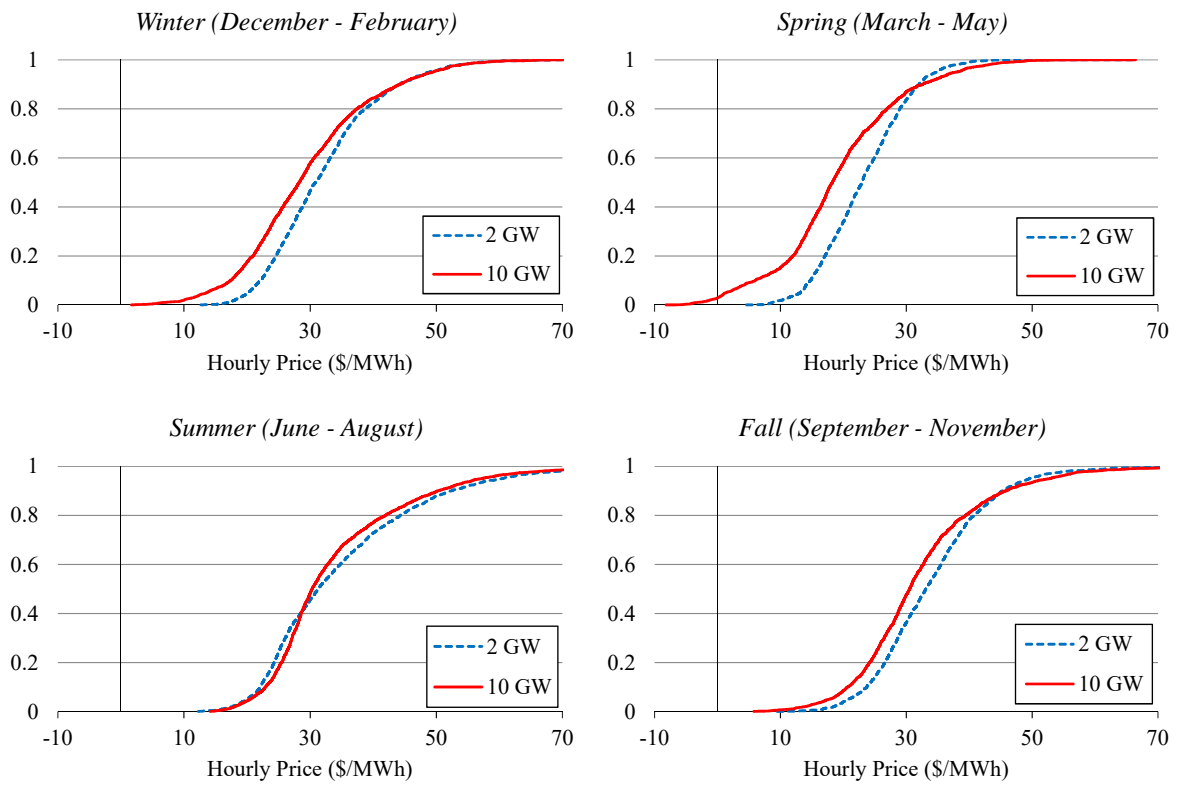 Winter (December - February)
1
0.8
0.6
0.4
0.2
0
-10
10
30
50
70
Hourly Price ($/MWh)
2 GW
10 GW
Spring (March - May)
1
0.8
0.6
0.4
0.2
0
-10
10
30
50
70
Hourly Price ($/MWh)
2 GW
10 GW
Summer (June - August)
1
0.8
0.6
0.4
0.2
0
-10
10
30
50
70
Hourly Price ($/MWh)
2 GW
10 GW
Fall (September - November)
1
0.8
0.6
0.4
0.2
0
-10
10
30
50
70
Hourly Price ($/MWh)
2 GW
10 GW